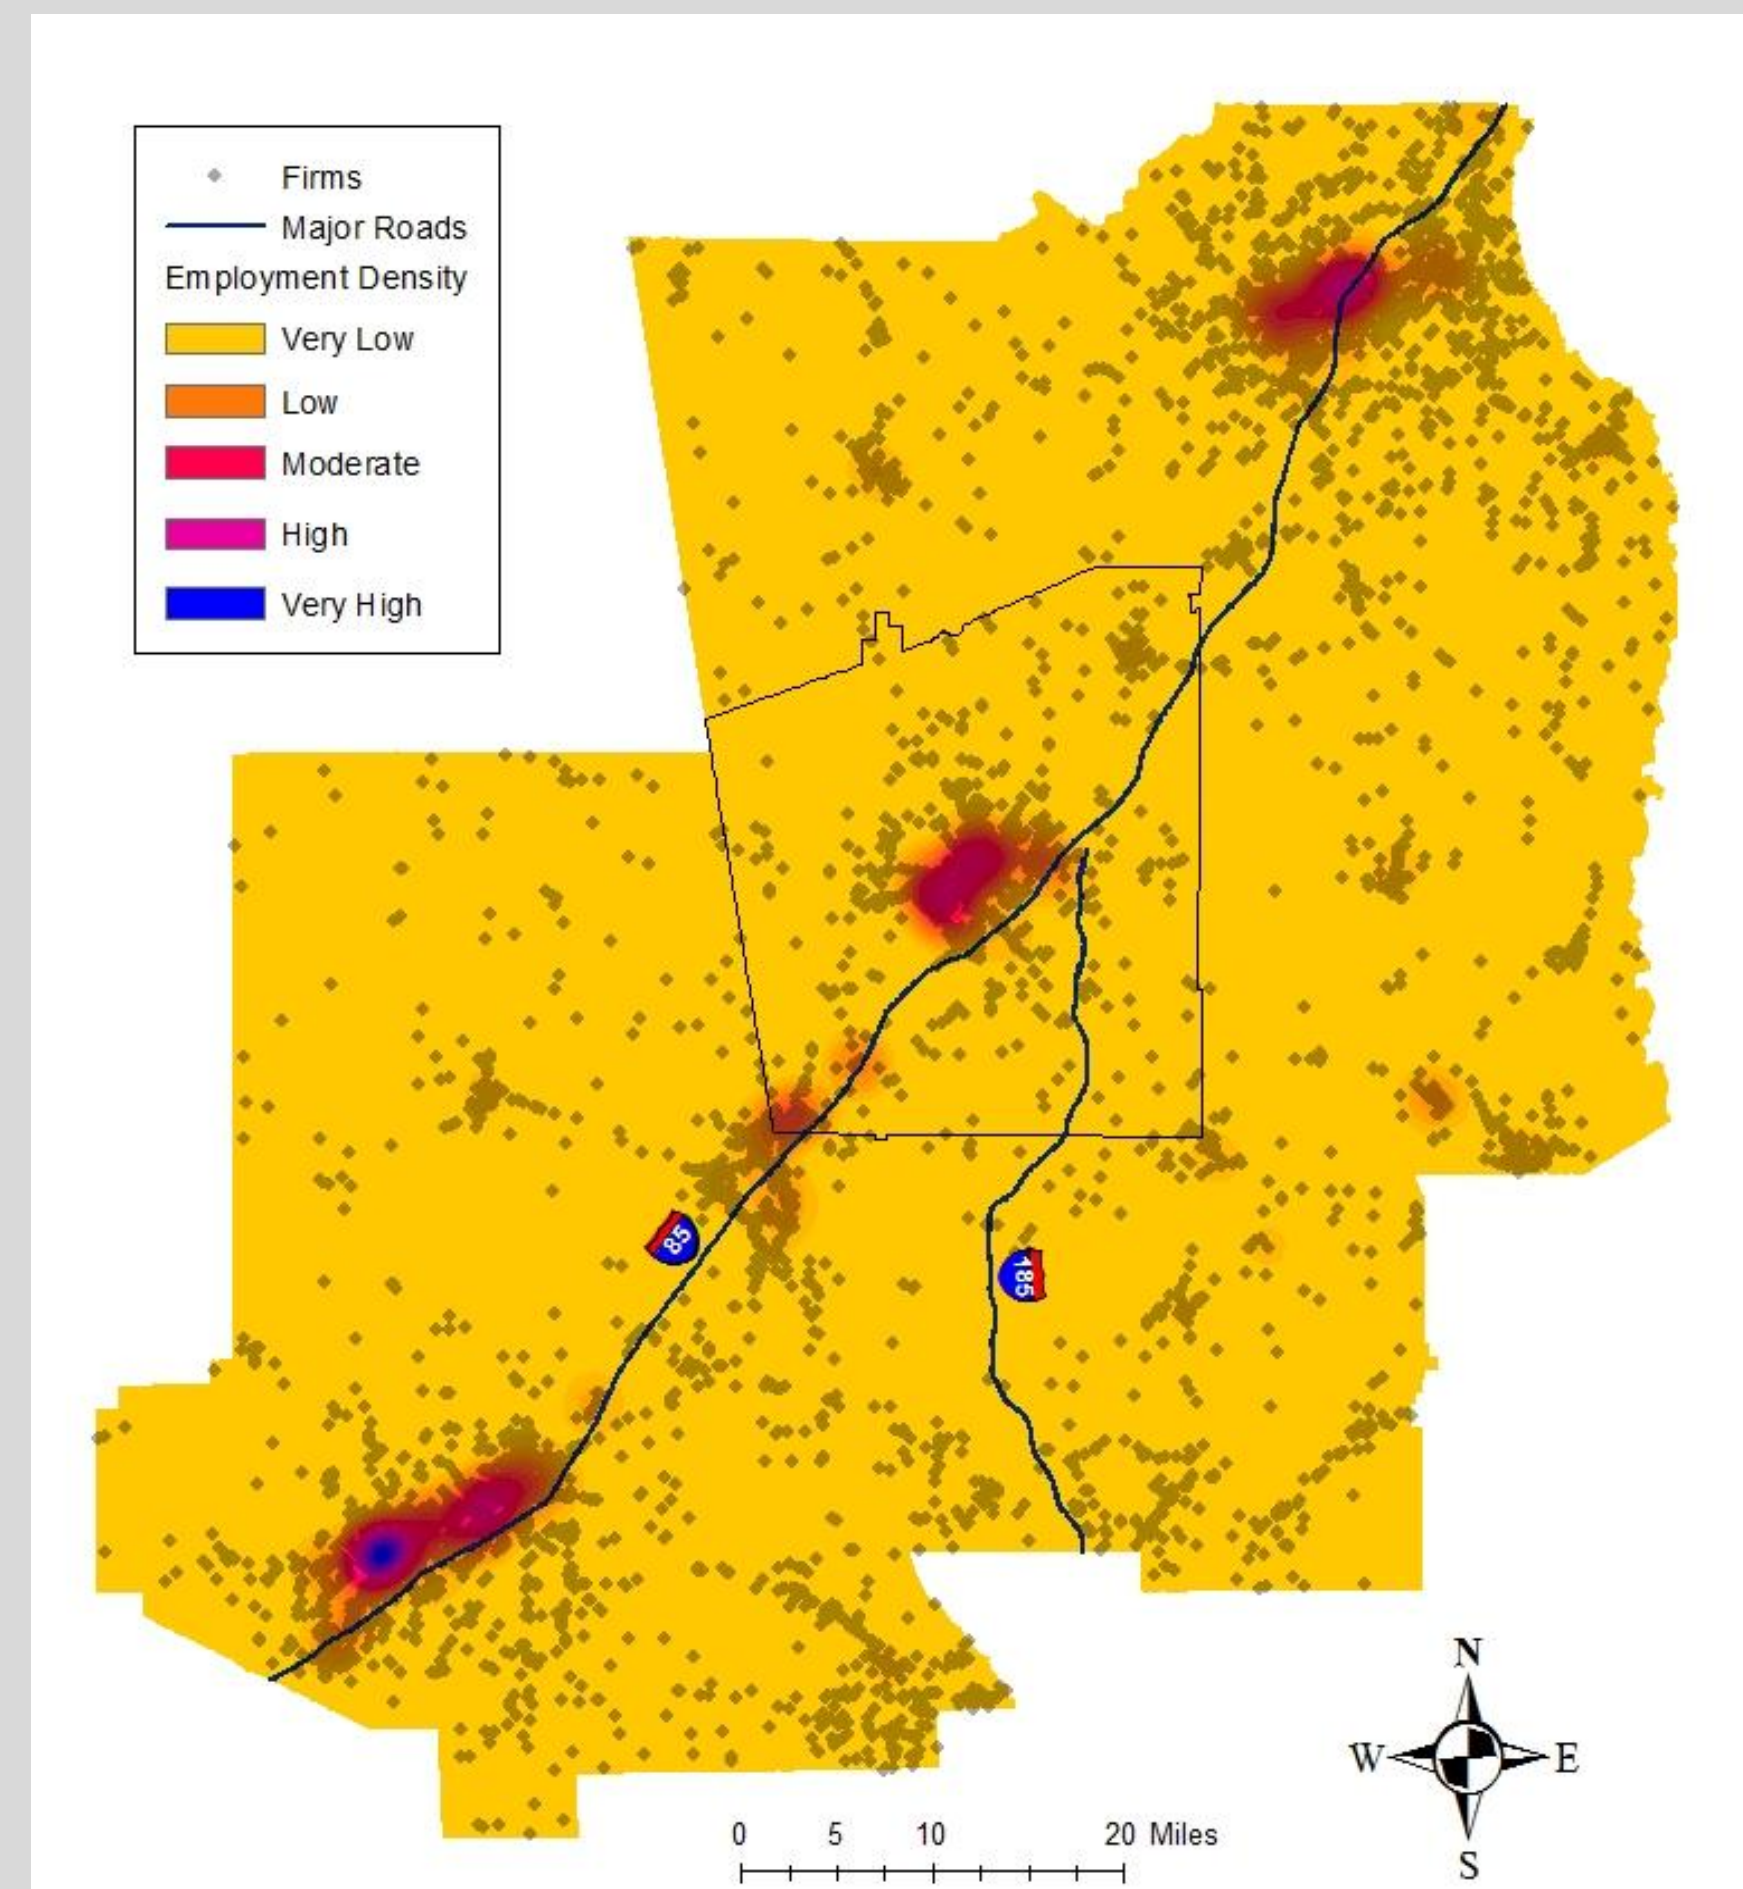 Firms
Major Roads
Employment Density
Very Low
Low
Moderate
High
Very High
85
185
N
W E
S
0 5 10 20 Miles